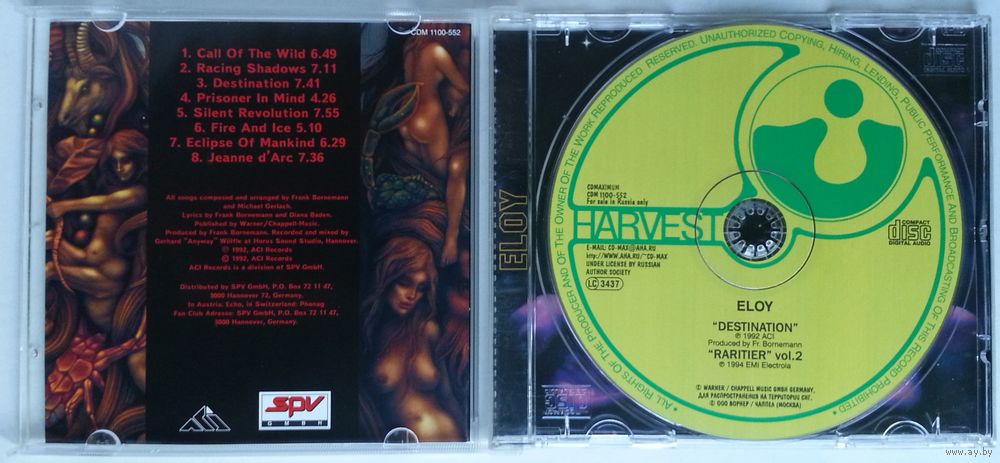 CDM 1100-552
1. Call Of The Wild 6.49
2. Racing Shadows 7.11
3. Destination 7.41
4. Prisoner In Mind 4.26
5. Silent Revolution 7.55
6. Fire And Ice 5.10
7. Eclipse Of Mankind 6.29
8. Jeanne d'Arc 7.36
All songs composed and arranged by Frank Bornemann
and Michael Gerlach.
Lyrics by Frank Bornemann and Diana Baden.
Published by Warner/Chappell-Music.
Produced by Frank Bornemann. Recorded and mixed by
Gerhard "Anyway" Wölfle at Horus Sound Studio, Hannover.
℗ 1992, ACI Records
© 1992, ACI Records
ACI Records is a division of SPV GmbH.
Distributed by SPV GmbH, P.O. Box 72 11 47,
3000 Hannover 72, Germany.
In Austria: Echo, in Switzerland: Phonag
Fan Club Adresse: SPV GmbH, P.O. Box 72 11 47,
3000 Hannover, Germany.
spv
GMBH
ELOY
* ALL RIGHTS OF THE PRODUCER AND OF THE OWNER OF THE WORK REPRODUCED RESERVED. UNAUTHORIZED COPYING, HIRING, LENDING, PUBLIC PERFORMANCE AND BROADCASTING OF THIS RECORD PROHIBITED *
CDMAXIMUM
CDM 1100-552
For sale in Russia only
HARVEST
E-MAIL: CD-MAX@AHA.RU
http://WWW.AHA.RU/~CD-MAX
UNDER LICENSE BY RUSSIAN
AUTHOR SOCIETY
LC 3437
COMPACT
disc
DIGITAL AUDIO
ELOY
"DESTINATION"
℗ 1992 ACI
Produced by Fr. Bornemann
"RARITIER" vol.2
℗ 1994 EMI Electrola
© WARNER / CHAPPELL MUSIC GMBH GERMANY.
ДЛЯ РАСПРОСТРАНЕНИЯ НА ТЕРРИТОРИИ СНГ.
© ООО ВОРНЕР / ЧАППЕЛ (МОСКВА)
www.ay.by